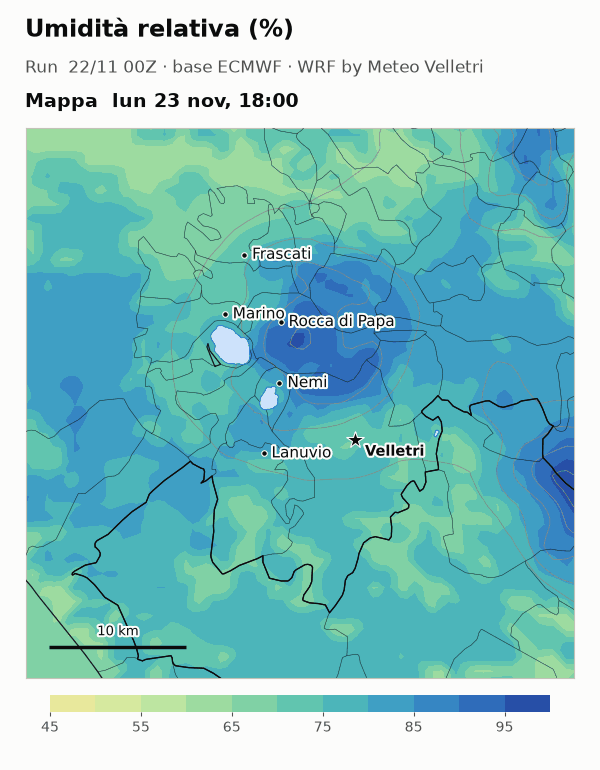 Umidità relativa (%)
Run  22/11 00Z · base ECMWF · WRF by Meteo Velletri
Mappa  lun 23 nov, 18:00
Frascati
Marino
Rocca di Papa
Nemi
Velletri
Lanuvio
10 km
45 55 65 75 85 95